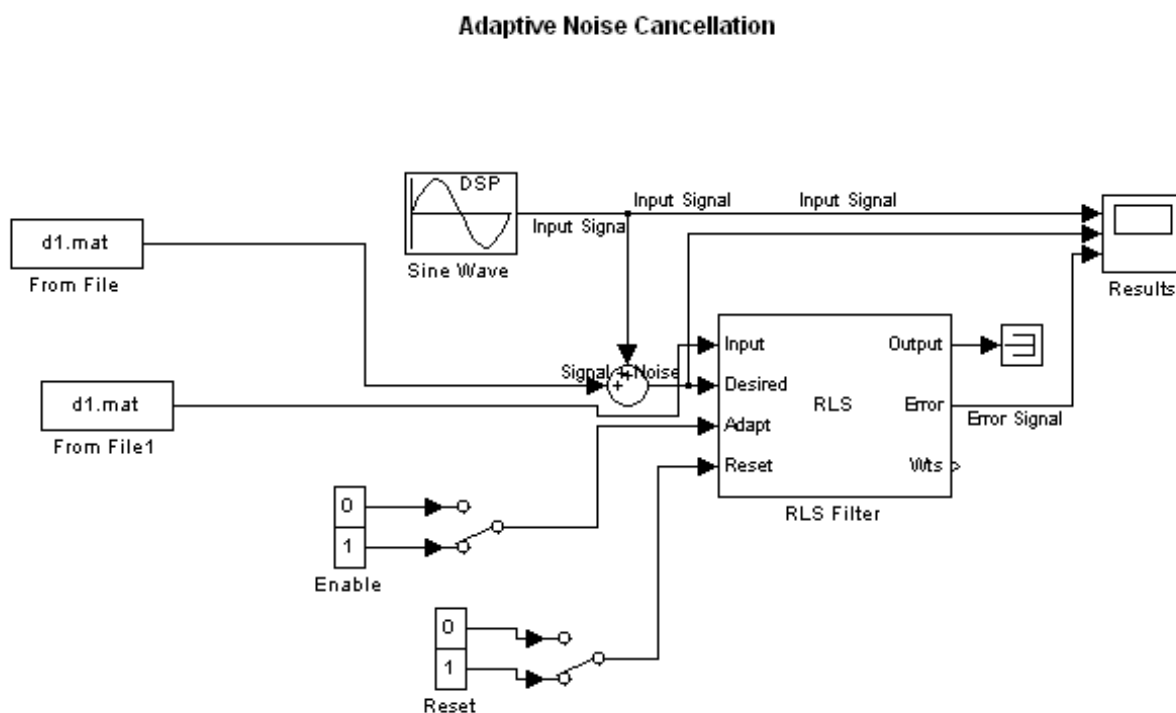 Adaptive Noise Cancellation
DSP
Input Signal
Input Signal
Input Signal
Sine Wave
d1.mat
From File
Results
Signal + Noise
d1.mat
From File1
Input
Desired
Adapt
Reset
RLS
Output
Error
Wts
Error Signal
RLS Filter
0
1
Enable
0
1
Reset